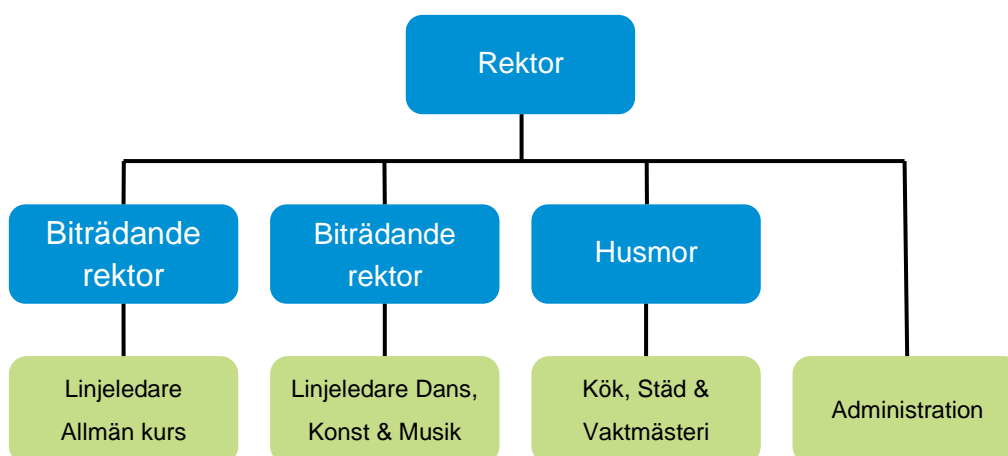 Rektor
Biträdande
rektor
Biträdande
rektor
Husmor
Linjeledare
Allmän kurs
Linjeledare Dans,
Konst & Musik
Kök, Städ &
Vaktmästeri
Administration